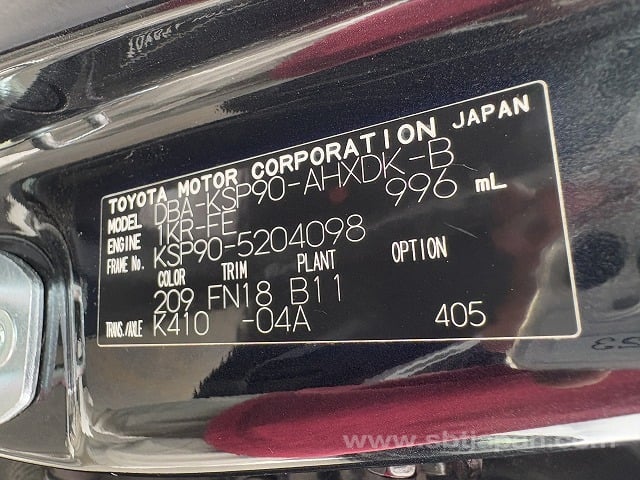 TOYOTA MOTOR CORPORATION JAPAN
MODEL DBA-KSP90-AHXDK-B
ENGINE 1KR-FE 996 mL
FRAME No. KSP90-5204098
COLOR TRIM PLANT OPTION
209 FN18 B11
TRANS./AXLE K410 -04A 405
www.sbtjapan.com